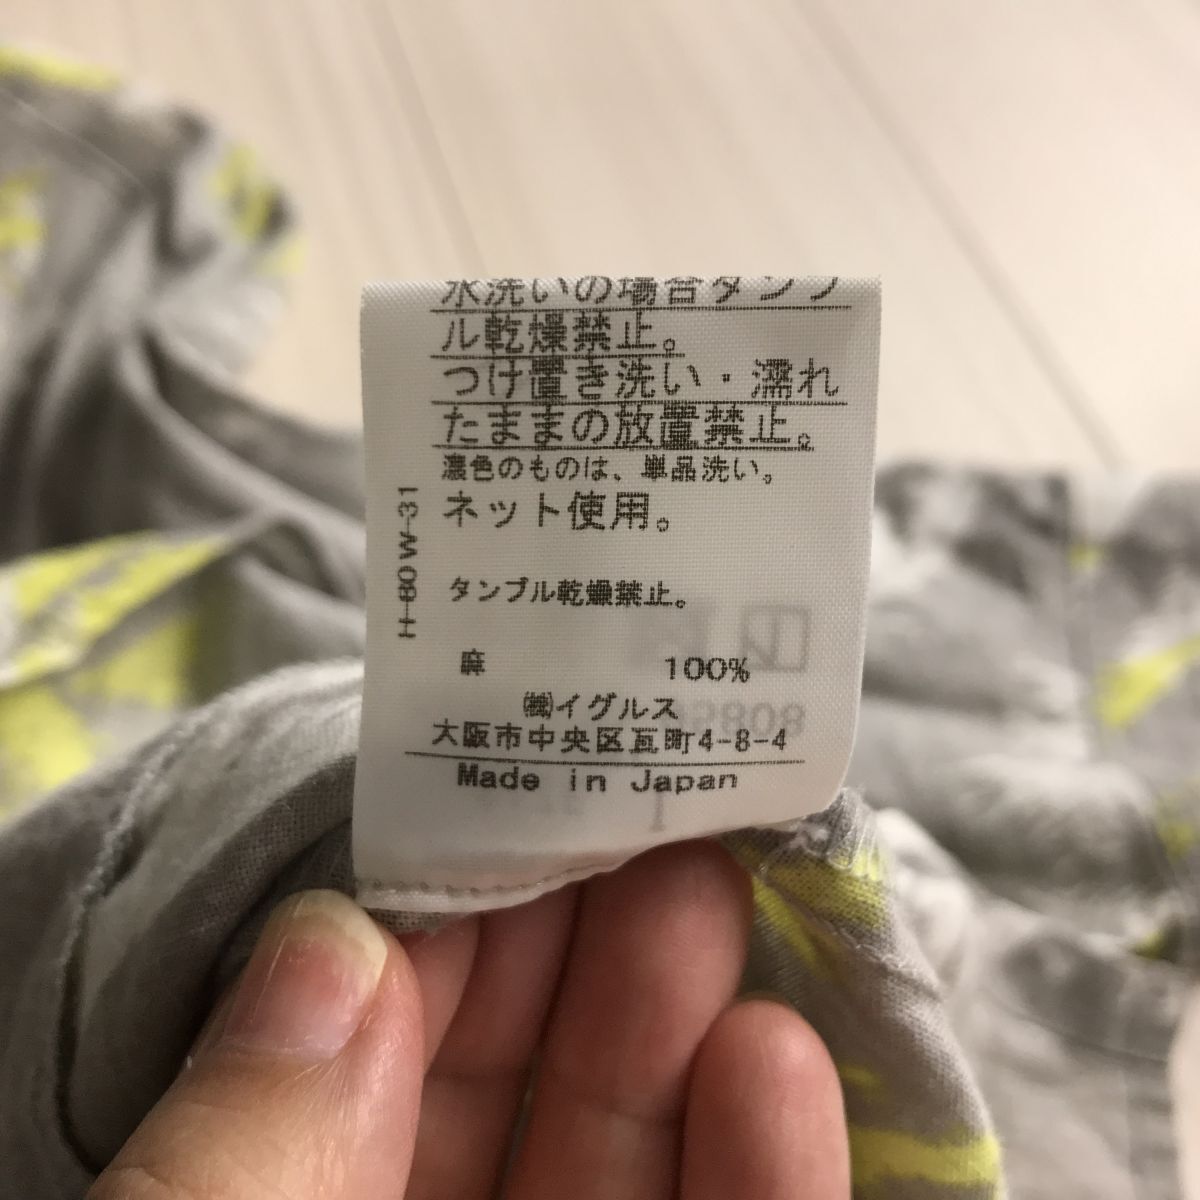 水洗いの場合タンブ
ル乾燥禁止。
つけ置き洗い・濡れ
たままの放置禁止。
濃色のものは、単品洗い。
ネット使用。
H-80W-31
タンブル乾燥禁止。
麻 100%
㈱イグルス
大阪市中央区瓦町4-8-4
Made in Japan